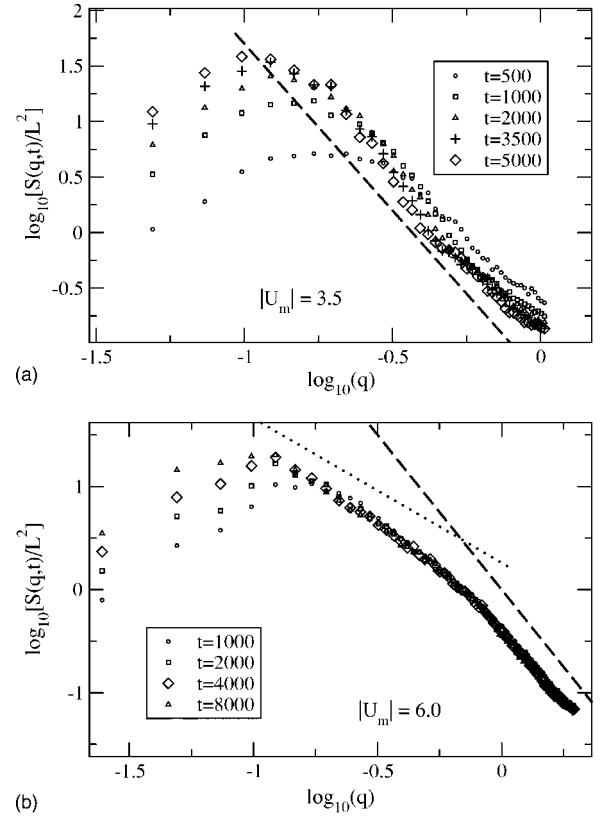 (a)
log10[S(q,t)/L2]
2
1.5
1
0.5
0
-0.5
t=500
t=1000
t=2000
t=3500
t=5000
|Um| = 3.5
-1.5
-1
-0.5
0
log10(q)
(b)
log10[S(q,t)/L2]
1
0
-1
t=1000
t=2000
t=4000
t=8000
|Um| = 6.0
-1.5
-1
-0.5
0
log10(q)